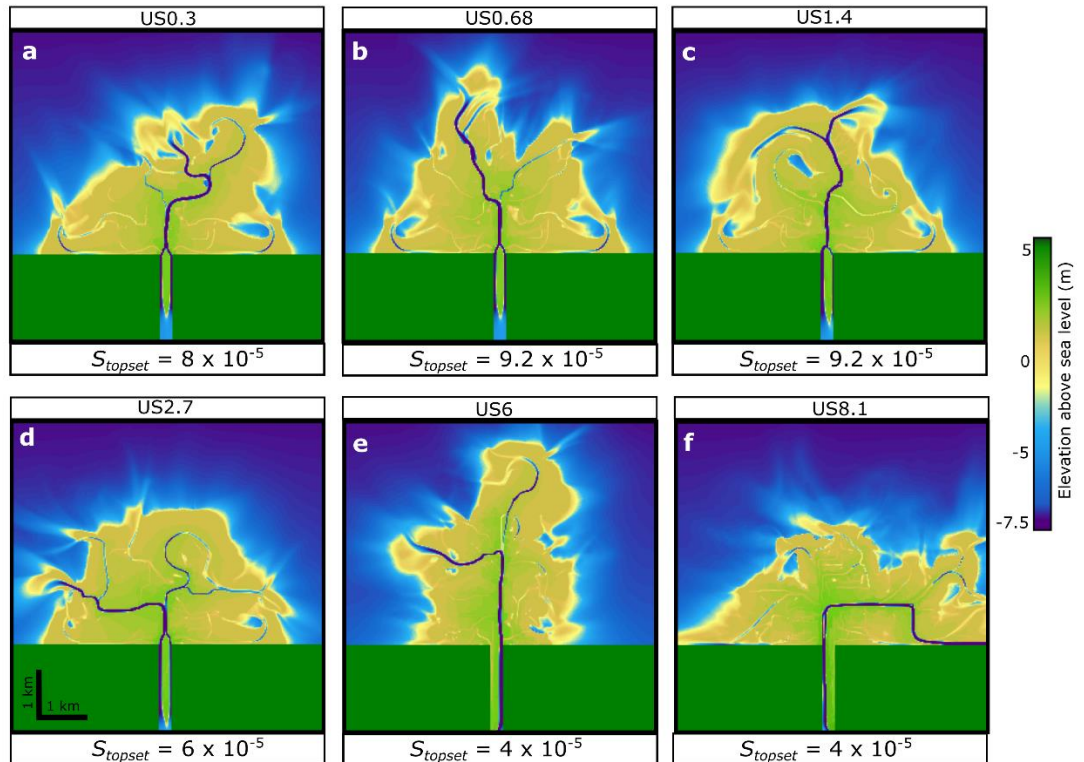 US0.3
US0.68
US1.4
a
b
c
S_topset = 8 x 10⁻⁵
S_topset = 9.2 x 10⁻⁵
S_topset = 9.2 x 10⁻⁵
US2.7
US6
US8.1
d
e
f
1 km
1 km
S_topset = 6 x 10⁻⁵
S_topset = 4 x 10⁻⁵
S_topset = 4 x 10⁻⁵
5
0
-5
-7.5
Elevation above sea level (m)